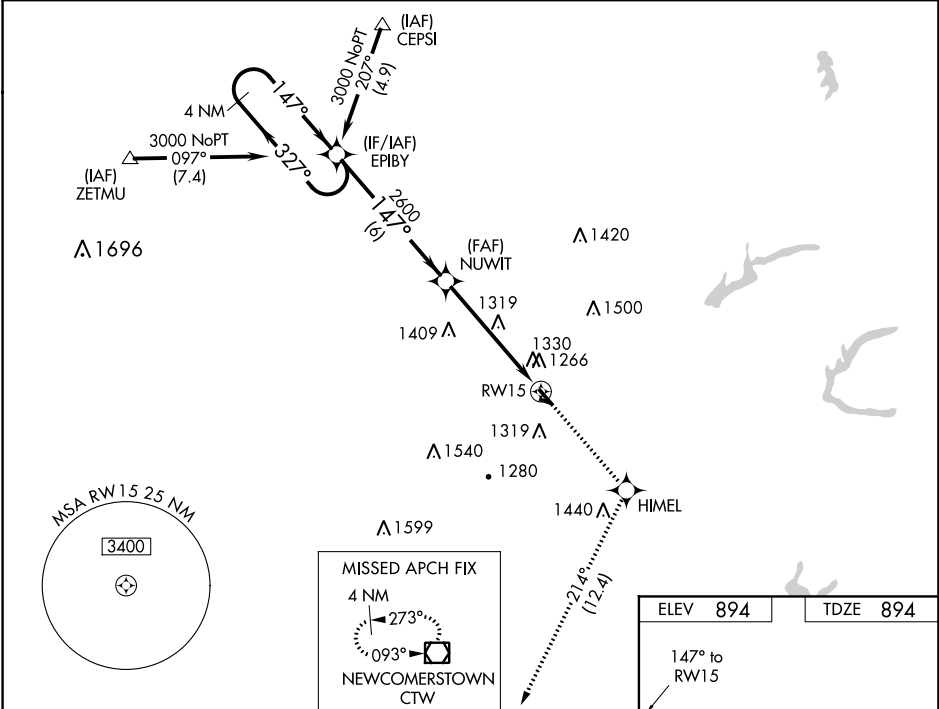 (IAF)
CEPSI
3000 NoPT
207°
(4.9)
4 NM
147°
327°
3000 NoPT
097°
(7.4)
(IAF)
ZETMU
(IF/IAF)
EPIBY
2600
147°
(6)
1696
(FAF)
NUWIT
1420
1319
1500
1409
1330
1266
RW15
1319
1540
1280
HIMEL
1440
1599
214°
(12.4)
MSA RW15 25 NM
3400
MISSED APCH FIX
4 NM
273°
093°
NEWCOMERSTOWN
CTW
ELEV 894
TDZE 894
147° to
RW15